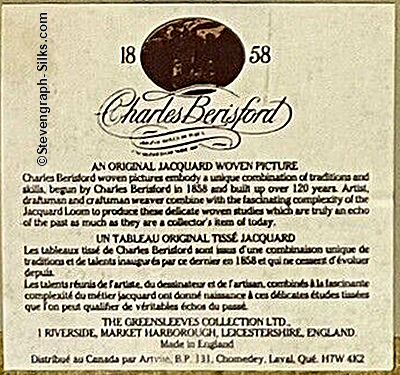 18 58
Charles Berisford
AN ORIGINAL JACQUARD WOVEN PICTURE
Charles Berisford woven pictures embody a unique combination of traditions and
skills, begun by Charles Berisford in 1858 and built up over 120 years. Artist,
draftsman and craftsman weaver combine with the fascinating complexity of the
Jacquard Loom to produce these delicate woven studies which are truly an echo
of the past as much as they are a collector's item of today.
UN TABLEAU ORIGINAL TISSÉ JACQUARD
Les tableaux tissé de Charles Berisford sont issus d'une combinaison unique de
traditions et de talents inaugurés par ce dernier en 1858 et qui ne cessent d'évoluer
depuis.
Les talents réunis de l'artiste, du dessinateur et de l'artisan, combinés à la fascinante
complexité du métier jacquard ont donné naissance à ces délicates études tissées
que l'on peut qualifier de véritables échos du passé.
THE GREENSLEEVES COLLECTION LTD.,
1 RIVERSIDE, MARKET HARBOROUGH, LEICESTERSHIRE, ENGLAND.
Made in England
Distribué au Canada par Artville, B.P. 131, Chomedey, Laval, Qué. H7W 4K2
© Stevengraph-Silks.com